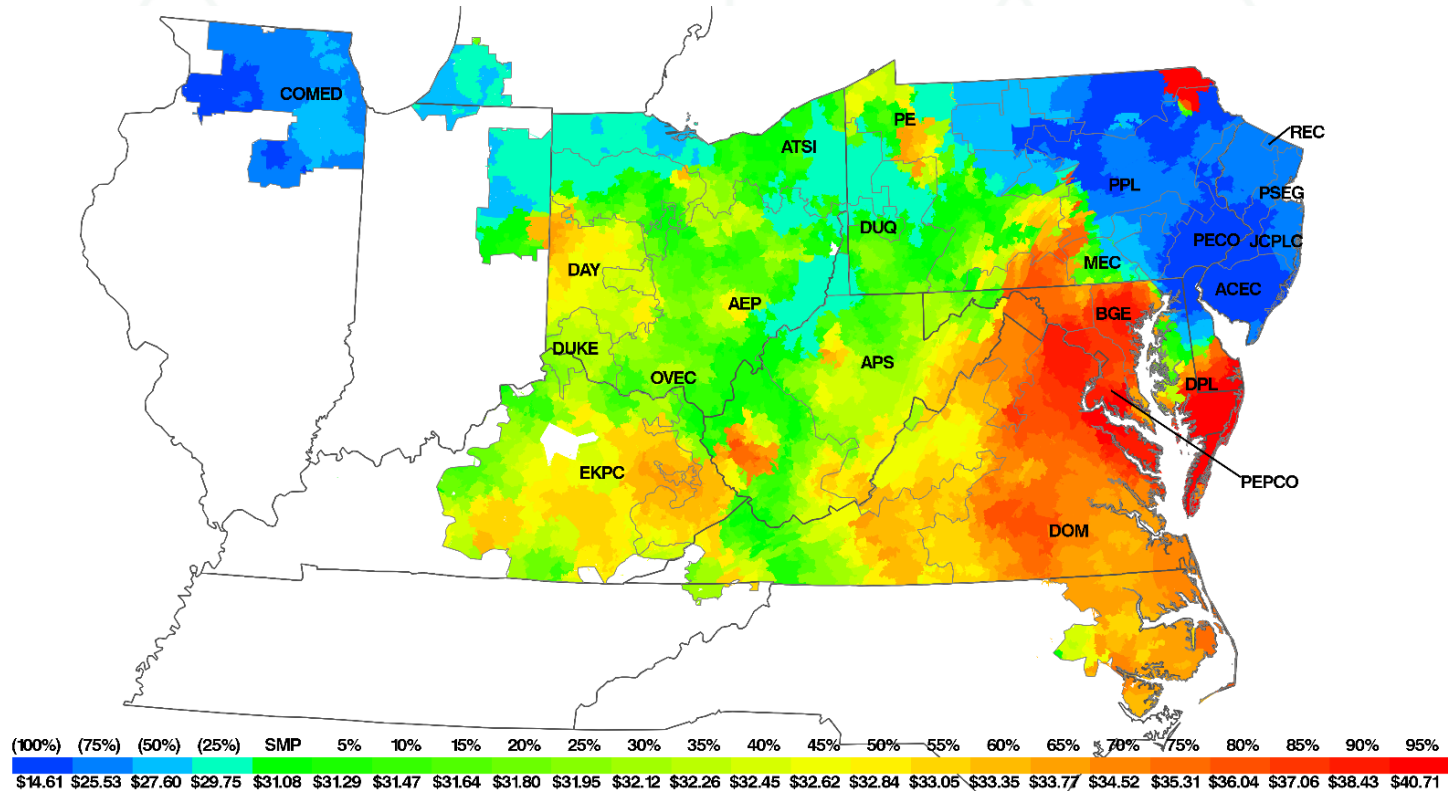 COMED
PE
REC
ATSI
PPL
PSEG
DUQ
PECO
JCPLC
MEC
DAY
ACEC
AEP
BGE
DUKE
APS
OVEC
DPL
EKPC
PEPCO
DOM
(100%) (75%) (50%) (25%) SMP 5% 10% 15% 20% 25% 30% 35% 40% 45% 50% 55% 60% 65% 70% 75% 80% 85% 90% 95%
$14.61 $25.53 $27.60 $29.75 $31.08 $31.29 $31.47 $31.64 $31.80 $31.95 $32.12 $32.26 $32.45 $32.62 $32.84 $33.05 $33.35 $33.77 $34.52 $35.31 $36.04 $37.06 $38.43 $40.71